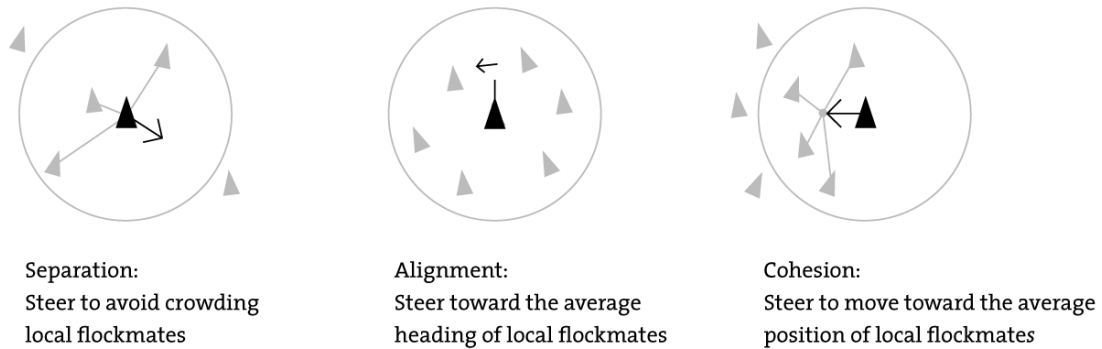 Separation:
Steer to avoid crowding
local flockmates
Alignment:
Steer toward the average
heading of local flockmates
Cohesion:
Steer to move toward the average
position of local flockmates